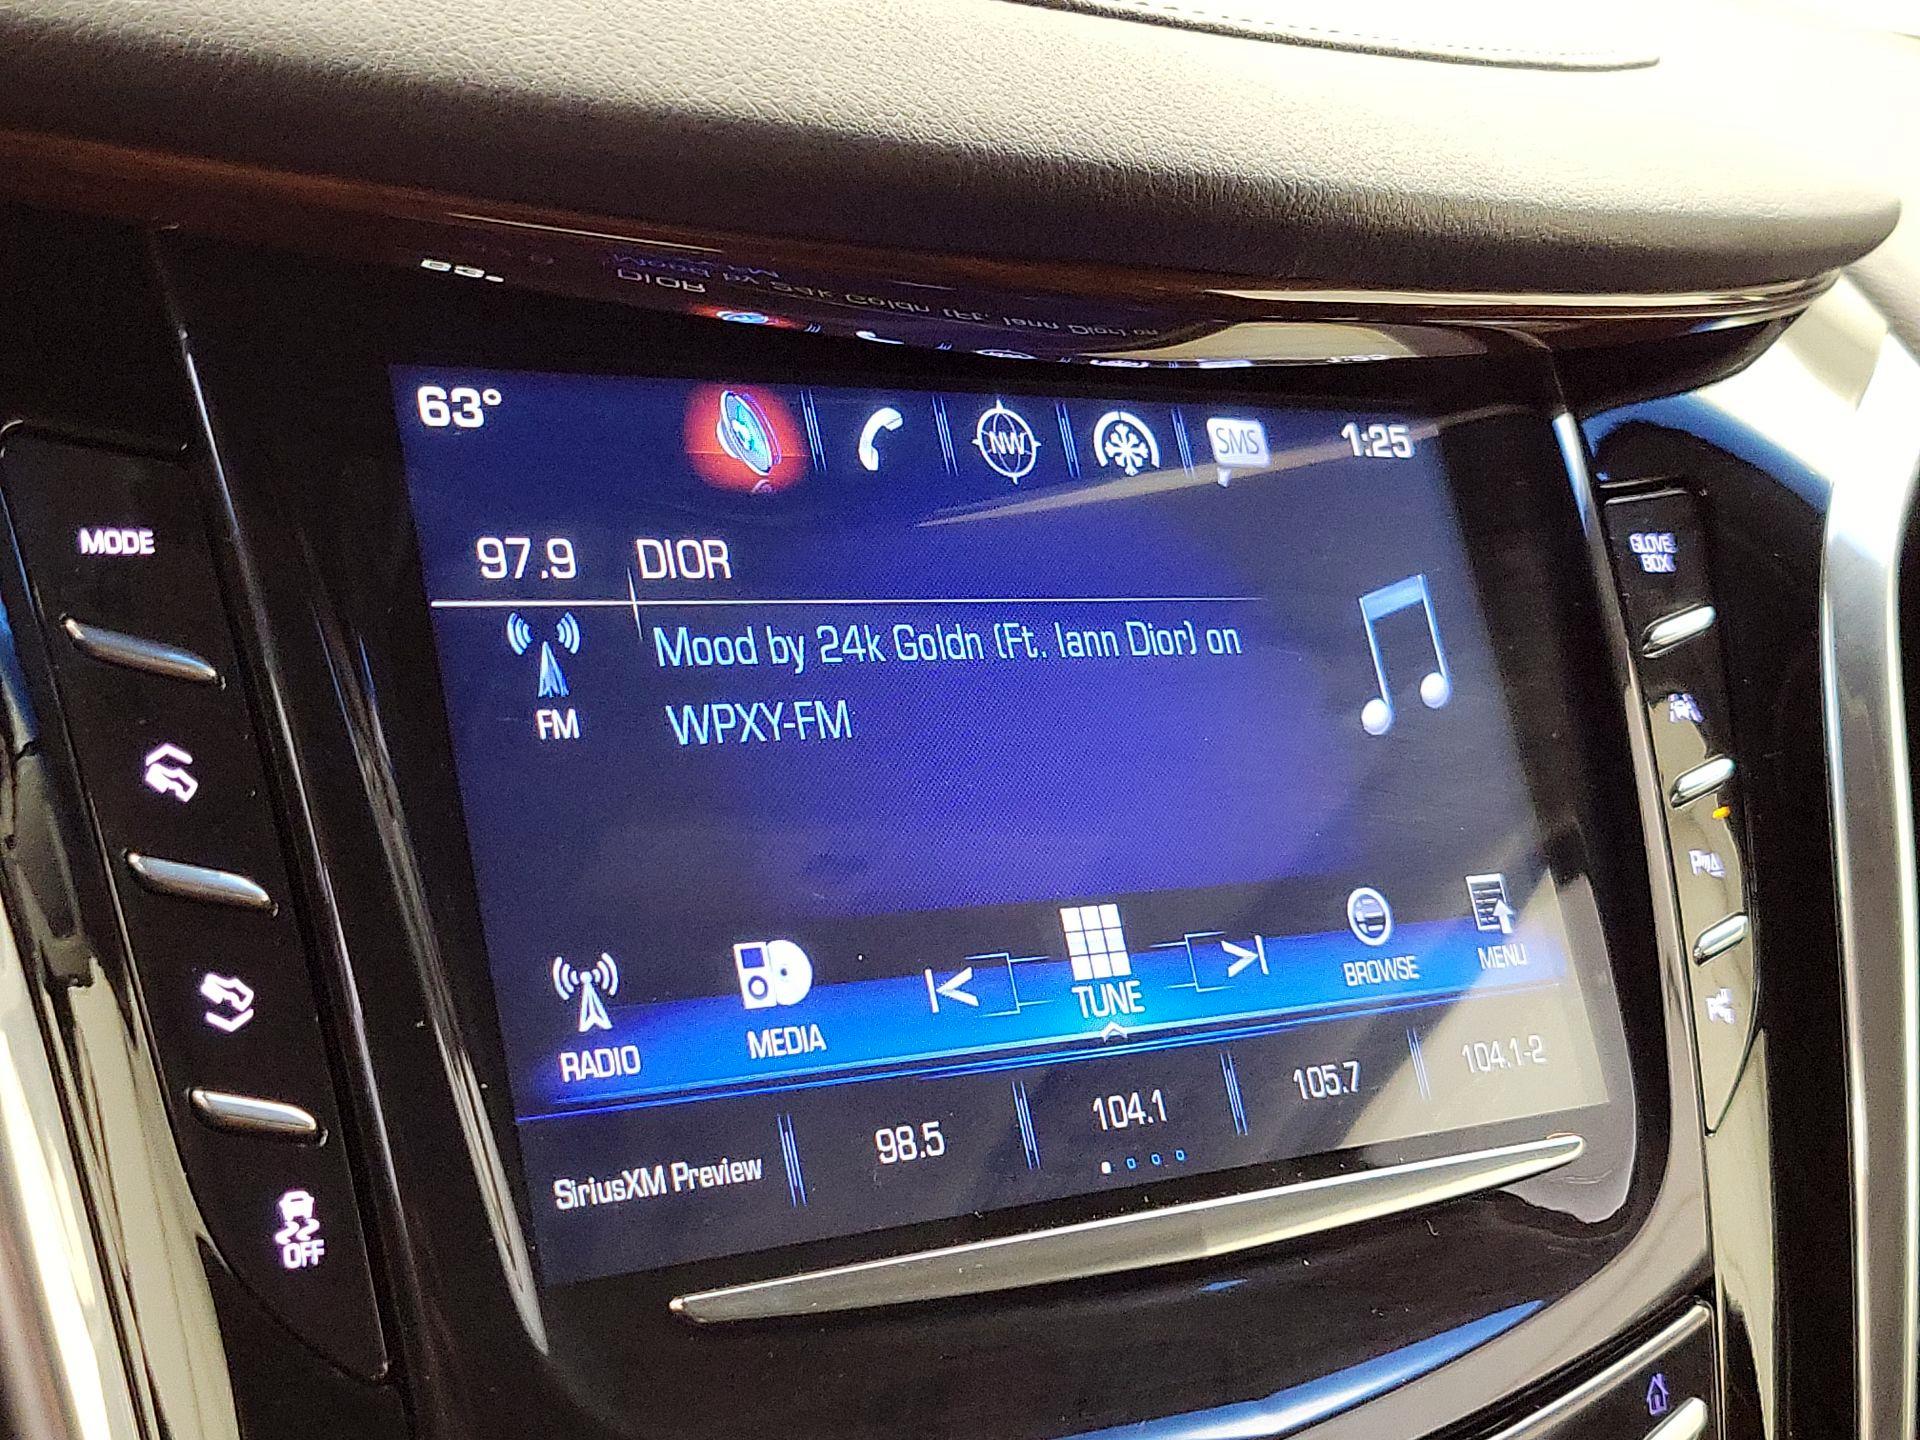 63°
NW
SMS
1:25
MODE
GLOVE
BOX
97.9
DIOR
FM
Mood by 24k Goldn (Ft. Iann Dior) on
WPXY-FM
RADIO
MEDIA
TUNE
BROWSE
MENU
OFF
SiriusXM Preview
98.5
104.1
105.7
104.1-2